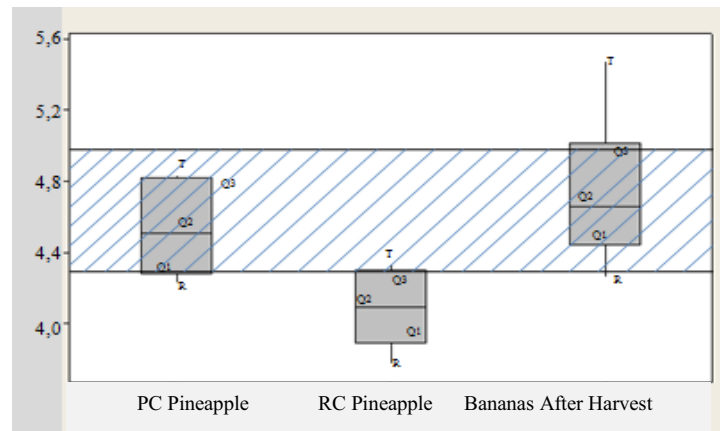 5,6
5,2
4,8
4,4
4,0
T
Q3
Q2
Q1
R
T
Q3
Q2
Q1
R
T
Q3
Q2
Q1
R
PC Pineapple
RC Pineapple
Bananas After Harvest